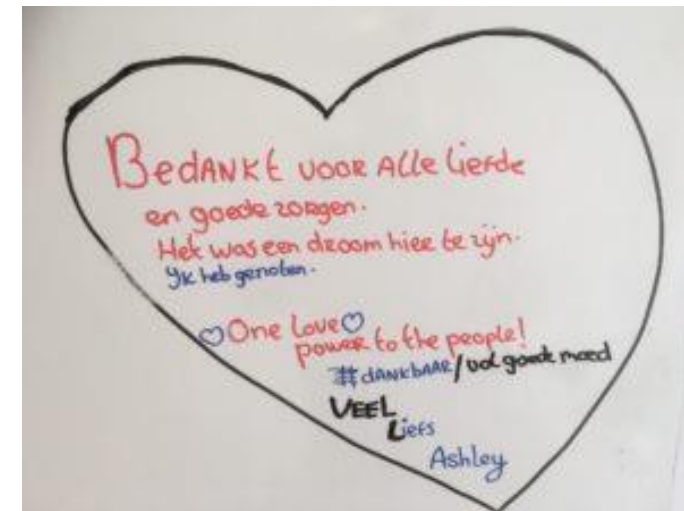 BedANKt VOOR Alle liefde
en goede zorgen.
Het was een droom hier te zijn.
Ik heb genoten.
♡One Love♡
power to the people!
#dANKbAAR/vol goede moed
VEEL
Liefs
Ashley